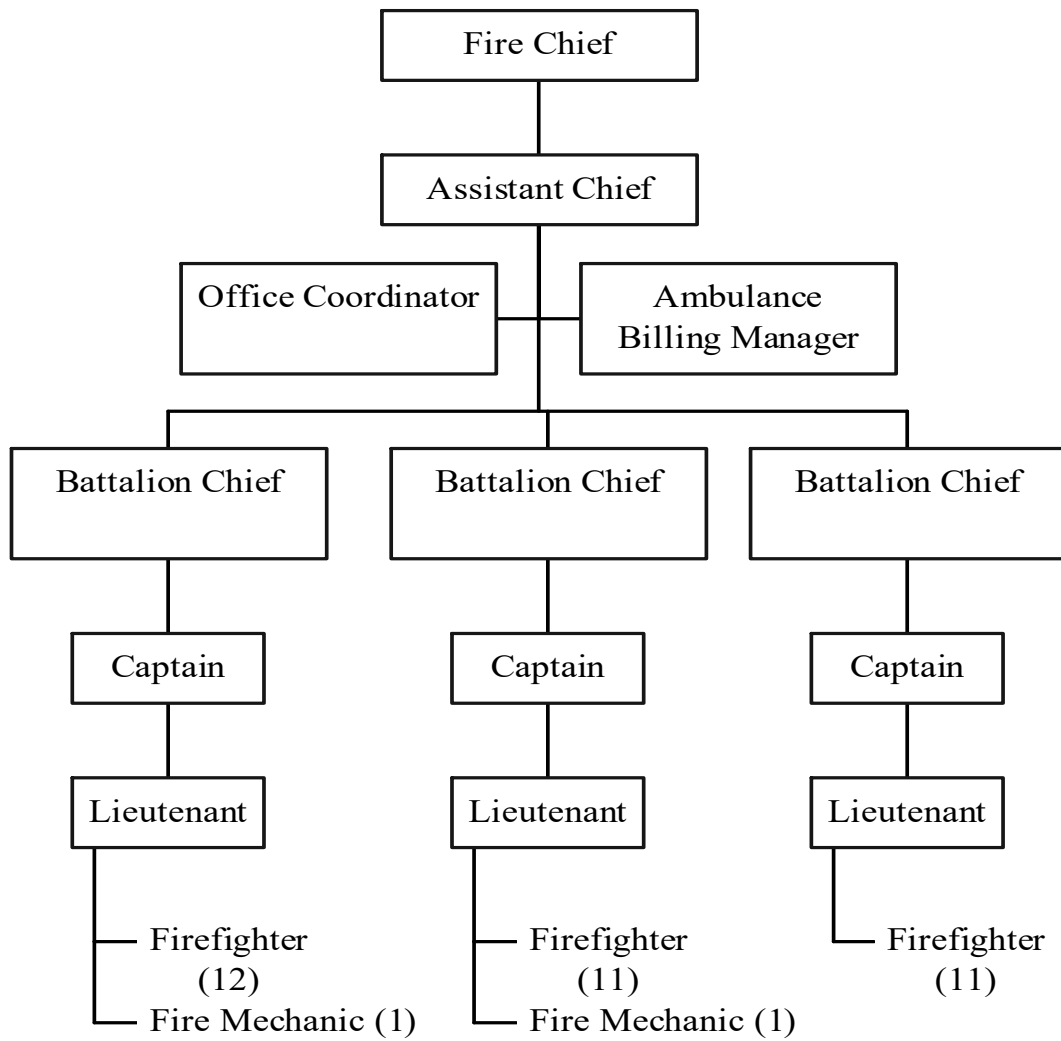 Fire Chief
Assistant Chief
Office Coordinator
Ambulance
Billing Manager
Battalion Chief
Battalion Chief
Battalion Chief
Captain
Captain
Captain
Lieutenant
Lieutenant
Lieutenant
Firefighter
(12)
Fire Mechanic (1)
Firefighter
(11)
Fire Mechanic (1)
Firefighter
(11)